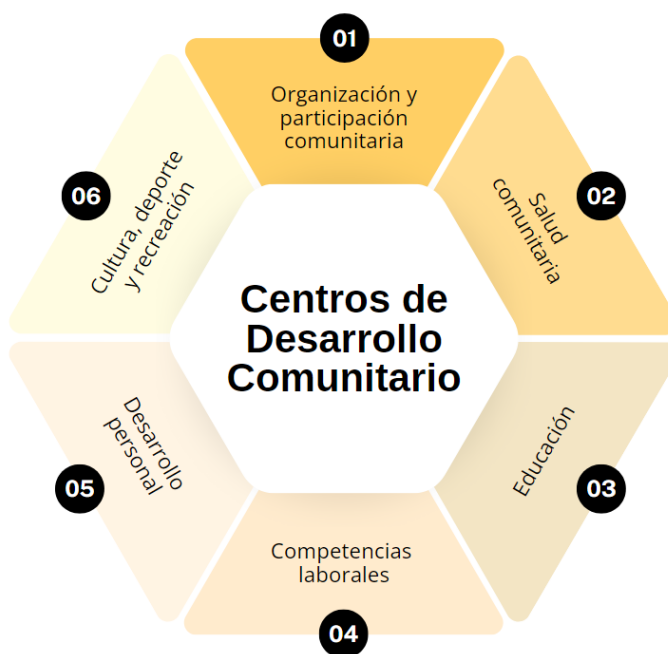 01
Organización y
participación
comunitaria
02
Salud
comunitaria
03
Educación
04
Competencias
laborales
05
Desarrollo
personal
06
Cultura, deporte
y recreación
Centros de
Desarrollo
Comunitario